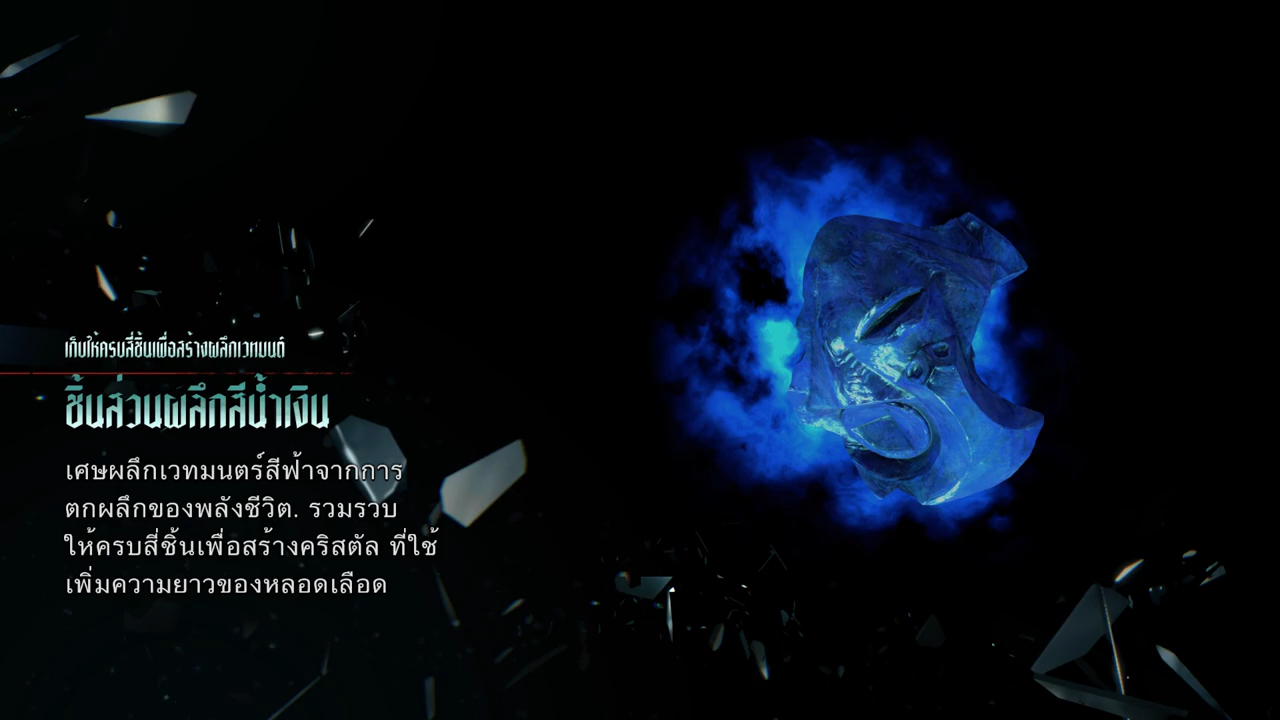 เก็บให้ครบสี่ชิ้นเพื่อสร้างผลึกเวทมนต์
ชิ้นส่วนผลึกสีน้ำเงิน
เศษผลึกเวทมนตร์สีฟ้าจากการ
ตกผลึกของพลังชีวิต. รวมรวบ
ให้ครบสี่ชิ้นเพื่อสร้างคริสตัล ที่ใช้
เพิ่มความยาวของหลอดเลือด